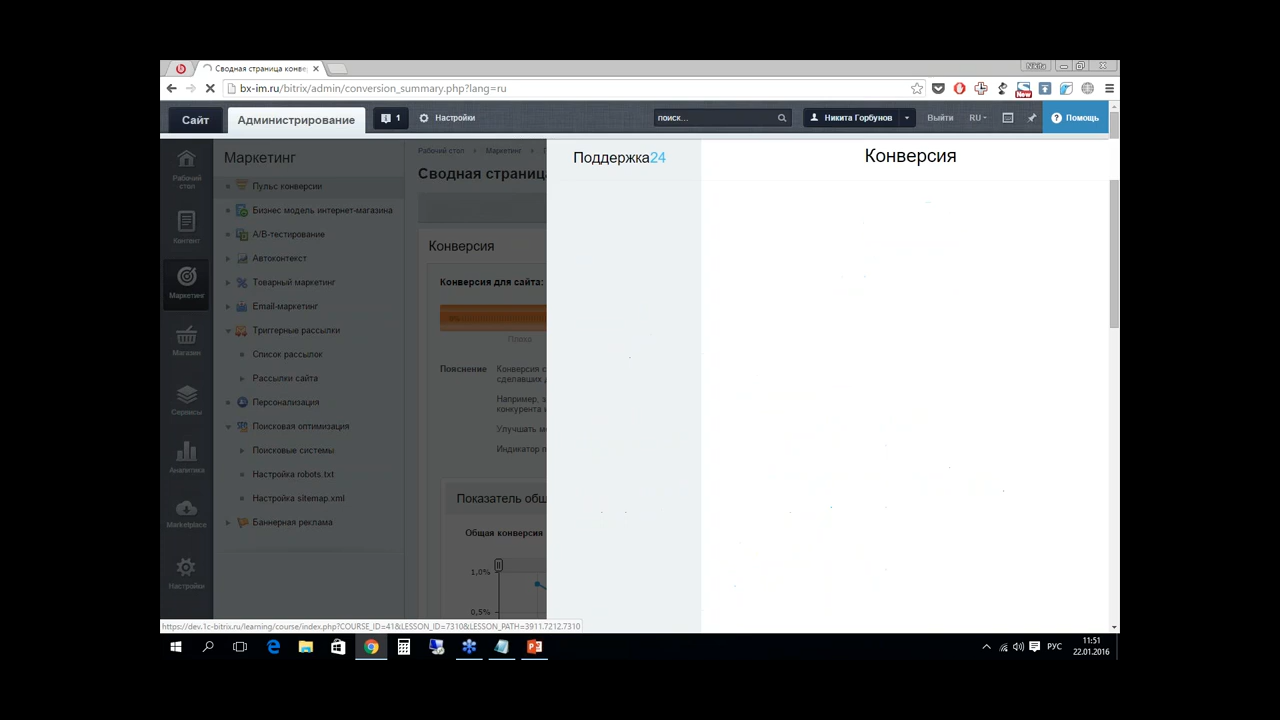 Сводная страница конве
Nikita
bx-im.ru/bitrix/admin/conversion_summary.php?lang=ru
New
Сайт
Администрирование
1
Настройки
поиск...
Никита Горбунов
Выйти
RU
Помощь
Рабочий стол
Контент
Маркетинг
Магазин
Сервисы
Аналитика
Marketplace
Настройки
Маркетинг
Пульс конверсии
Бизнес модель интернет-магазина
A/B-тестирование
Автоконтекст
Товарный маркетинг
Email-маркетинг
Триггерные рассылки
Список рассылок
Рассылки сайта
Персонализация
Поисковая оптимизация
Поисковые системы
Настройка robots.txt
Настройка sitemap.xml
Баннерная реклама
Рабочий стол
Маркетинг
Сводная страница
Конверсия
Конверсия для сайта:
0%
Плохо
Пояснение
Конверсия с
сделавших д
Например, з
конкурента и
Улучшать м
Индикатор п
Показатель общ
Общая конверсия
1,0%
0,5%
Поддержка24
Конверсия
https://dev.1c-bitrix.ru/learning/course/index.php?COURSE_ID=41&LESSON_ID=7310&LESSON_PATH=3911.7212.7310
РУС
11:51
22.01.2016